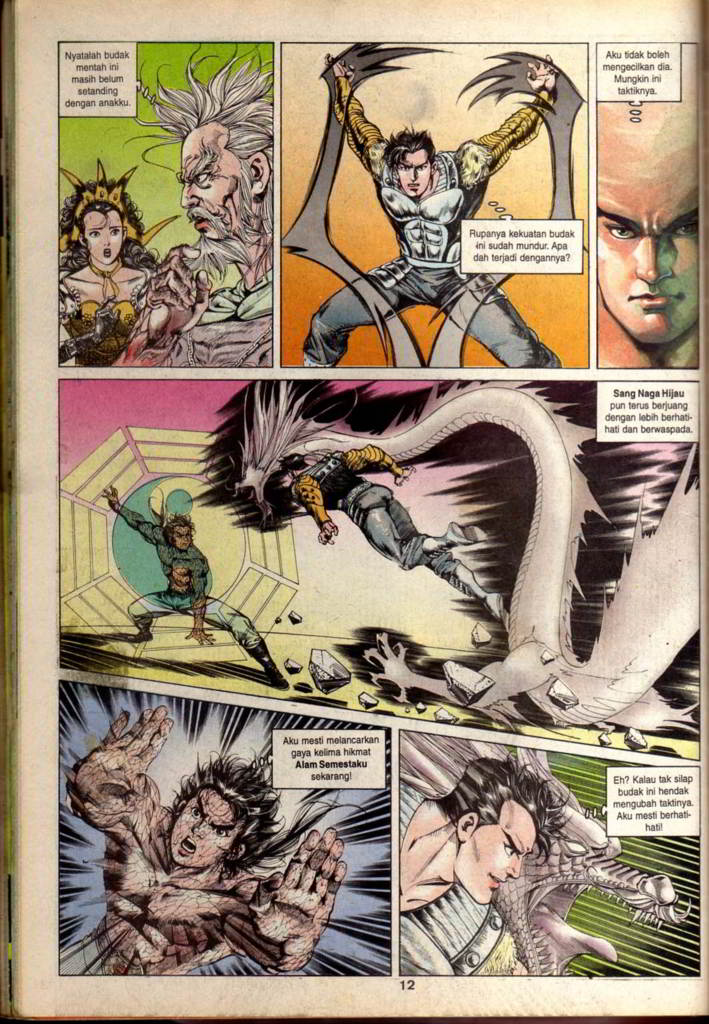 Nyatalah budak
mentah ini
masih belum
setanding
dengan anakku.
Rupanya kekuatan budak
ini sudah mundur. Apa
dah terjadi dengannya?
Aku tidak boleh
mengecilkan dia.
Mungkin ini
taktiknya.
Sang Naga Hijau
pun terus berjuang
dengan lebih berhati-
hati dan berwaspada.
Aku mesti melancarkan
gaya kelima hikmat
Alam Semestaku
sekarang!
Eh? Kalau tak silap
budak ini hendak
mengubah taktinya.
Aku mesti berhati-
hati!
12